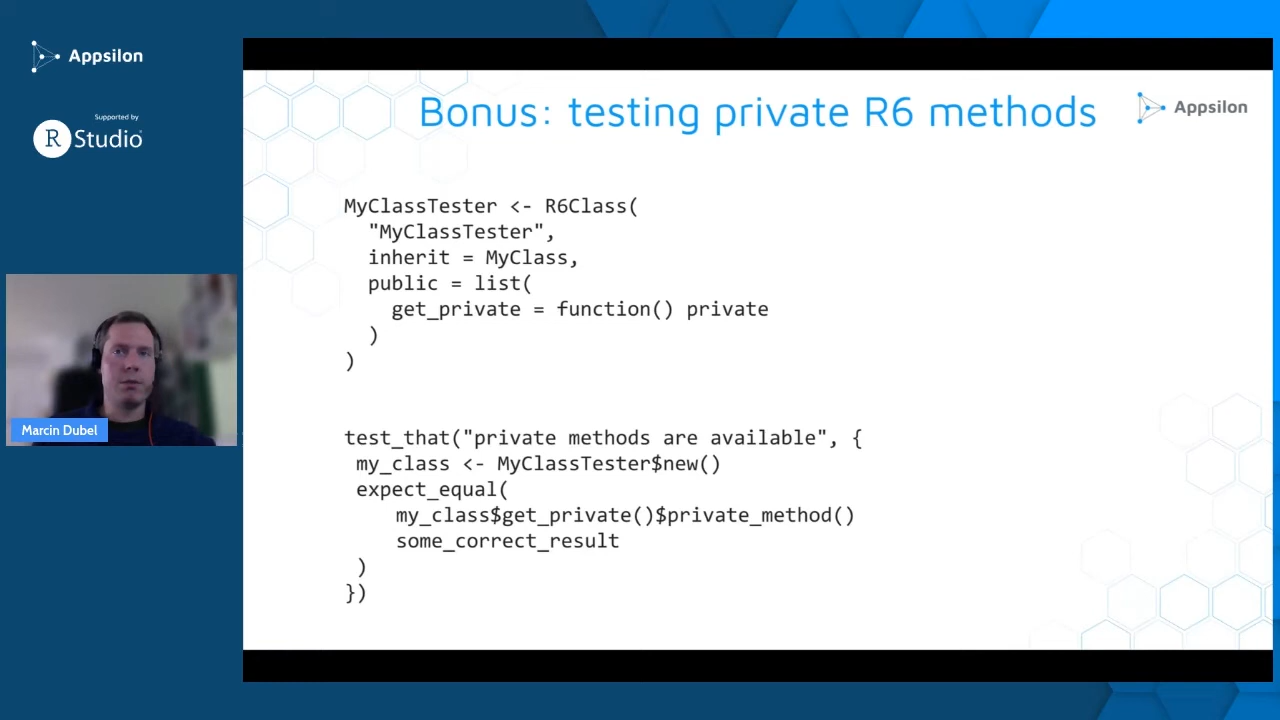 Appsilon
Supported by
R Studio
Bonus: testing private R6 methods
Appsilon
MyClassTester <- R6Class(
  "MyClassTester",
  inherit = MyClass,
  public = list(
    get_private = function() private
  )
)
test_that("private methods are available", {
 my_class <- MyClassTester$new()
 expect_equal(
    my_class$get_private()$private_method()
    some_correct_result
 )
})
Marcin Dubel